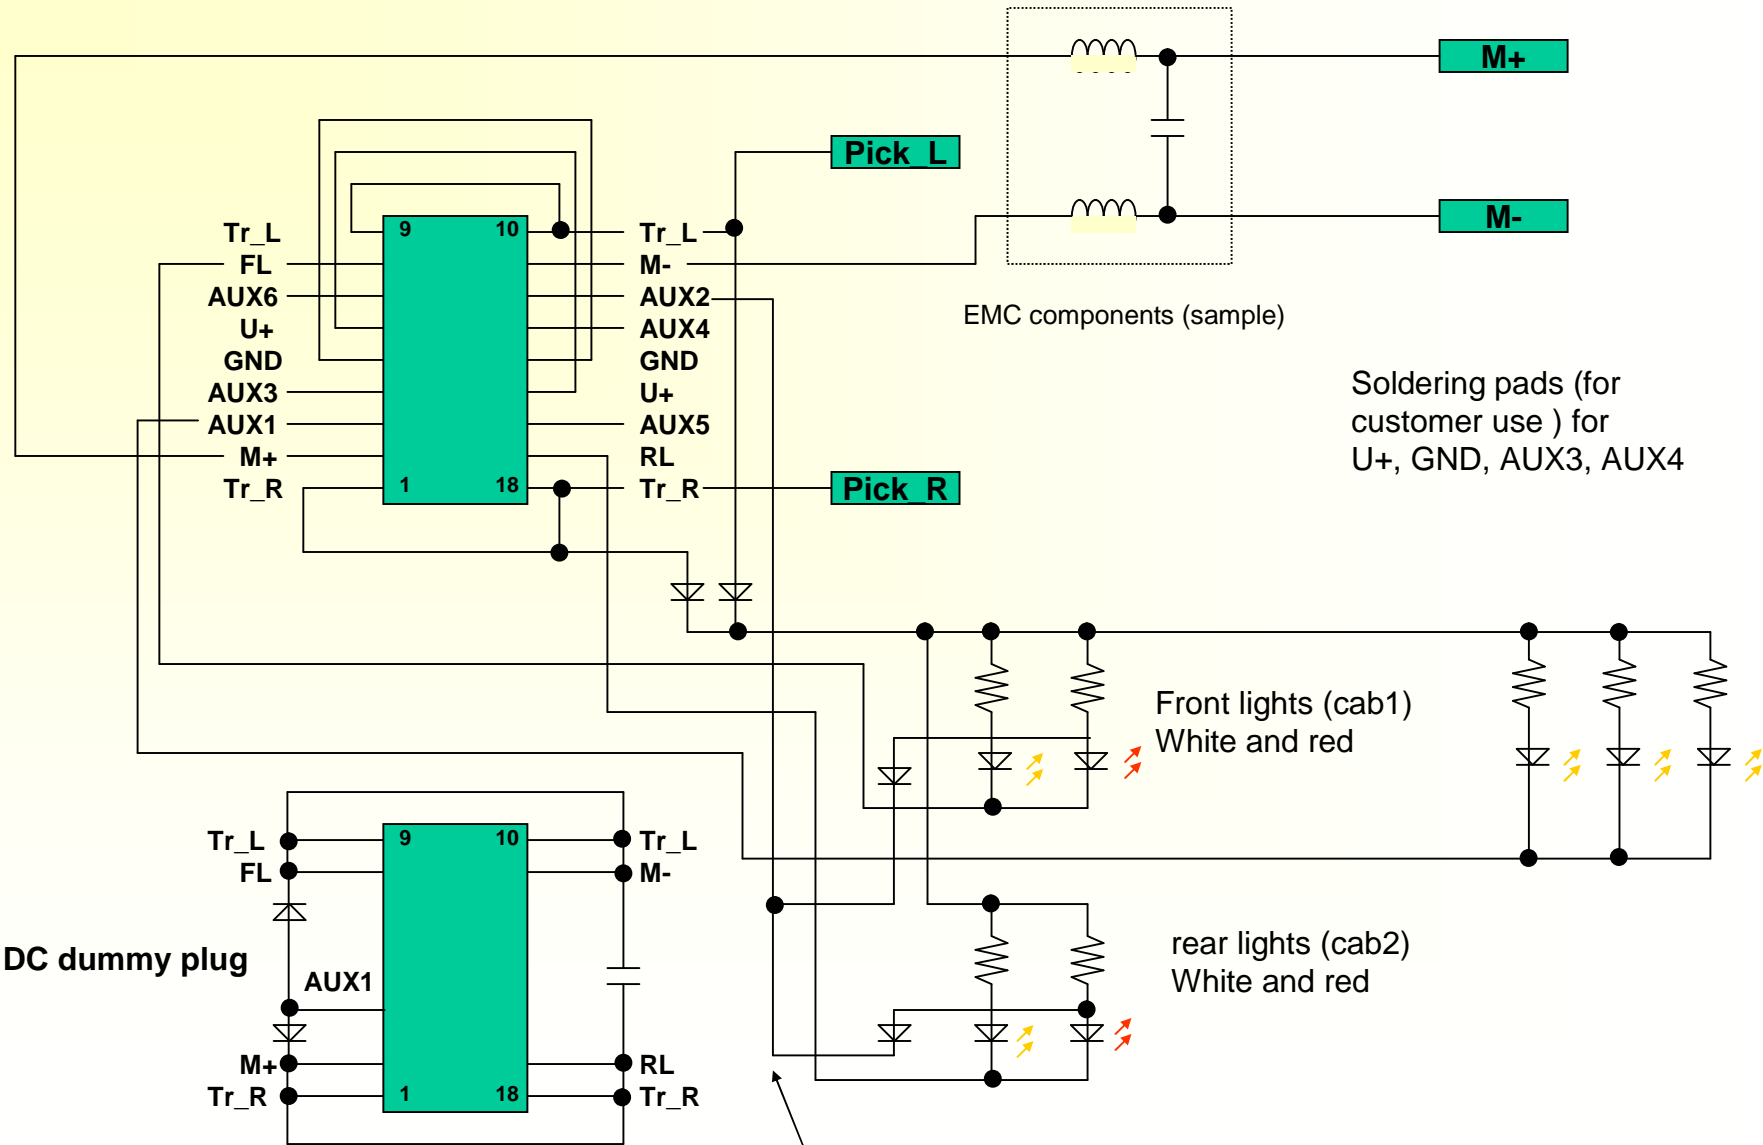 M+
Pick_L
M-
Tr_L
FL
AUX6
U+
GND
AUX3
AUX1
M+
Tr_R
9
10
1
18
Tr_L
M-
AUX2
AUX4
GND
U+
AUX5
RL
Tr_R
Pick_R
EMC components (sample)
Soldering pads (for
customer use ) for
U+, GND, AUX3, AUX4
Front lights (cab1)
White and red
rear lights (cab2)
White and red
DC dummy plug
Tr_L
FL
AUX1
M+
Tr_R
9
10
1
18
Tr_L
M-
RL
Tr_R